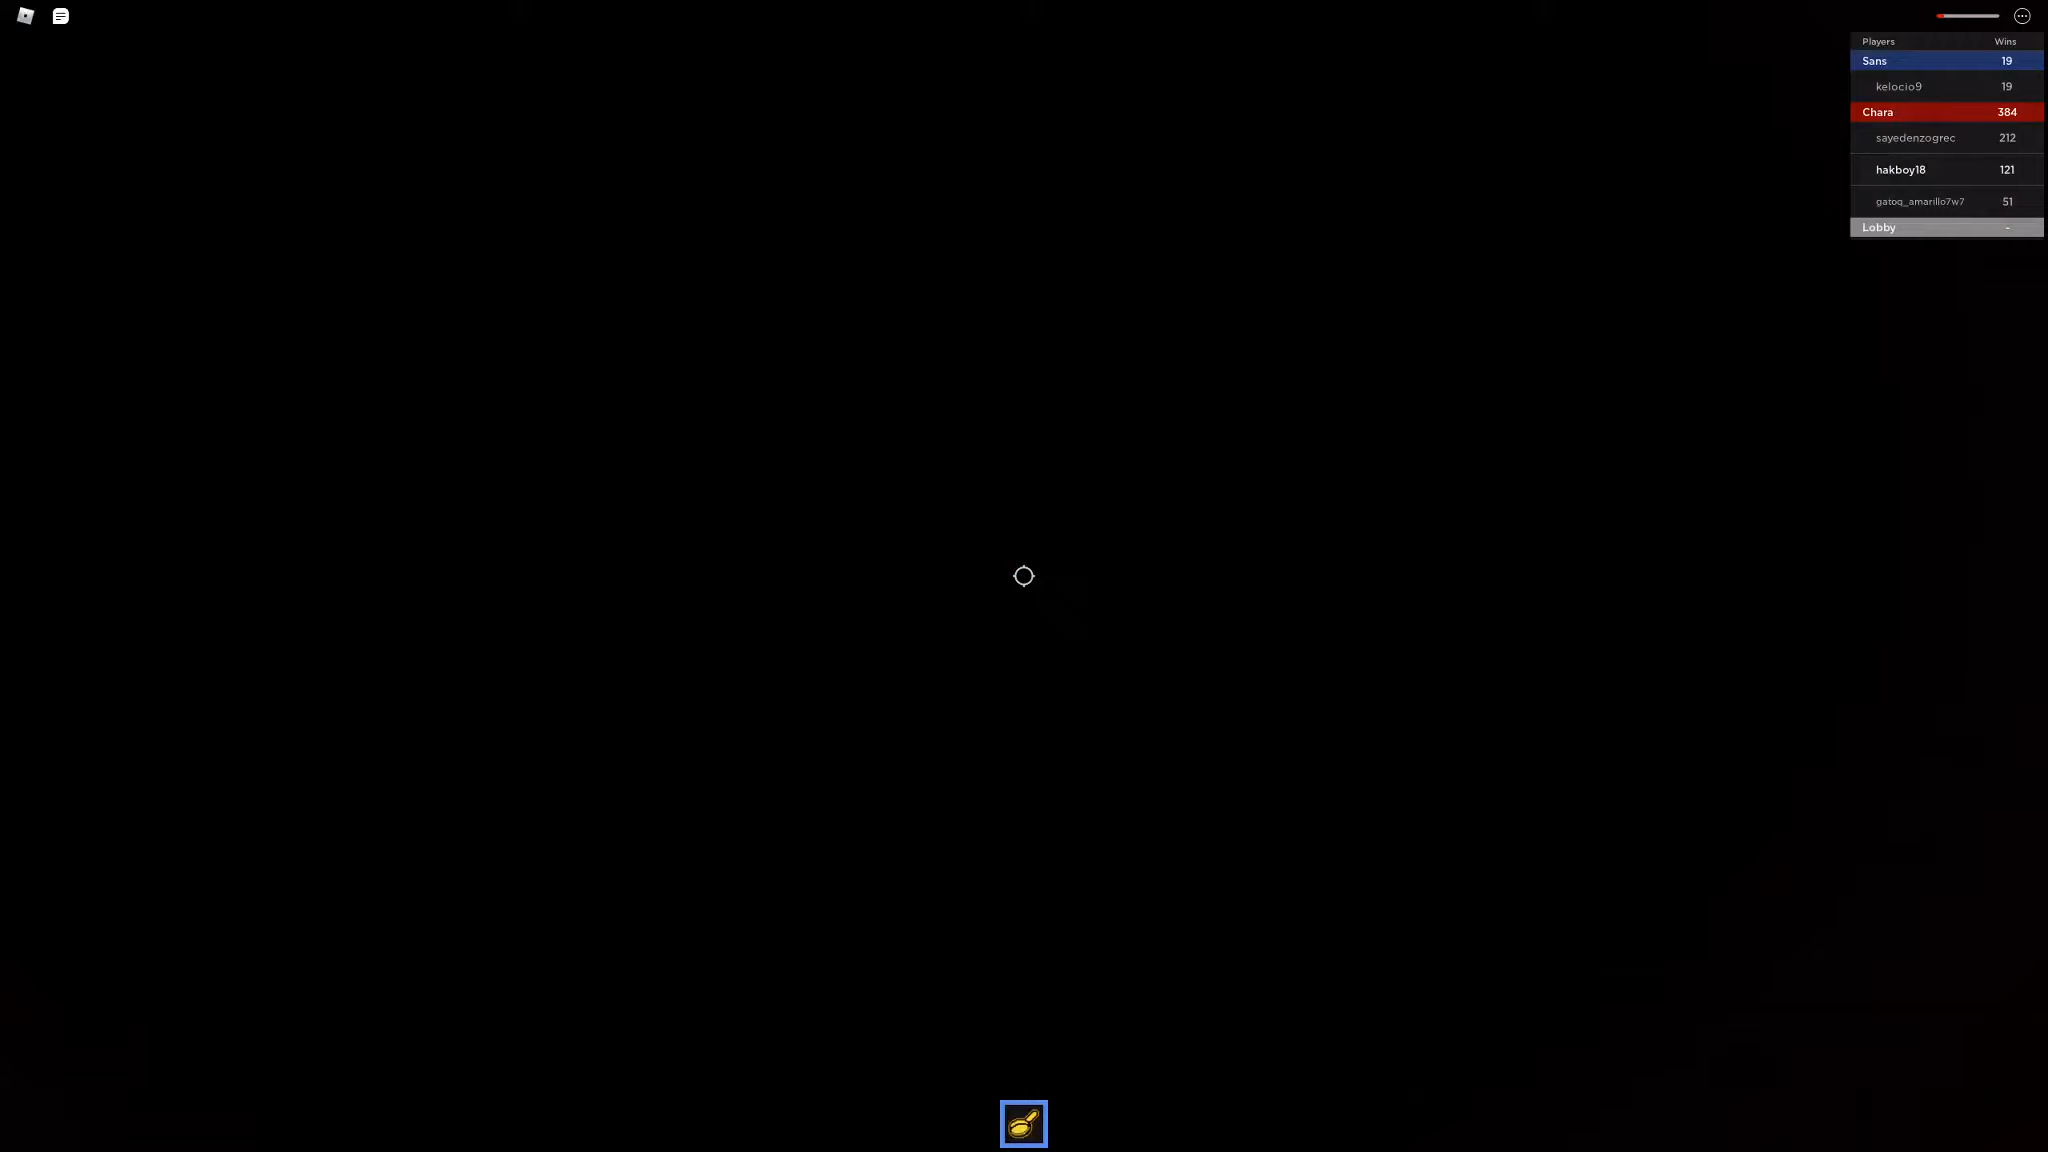 Players Wins
Sans 19
kelocio9 19
Chara 384
sayedenzogrec 212
hakboy18 121
gatoq_amarillo7w7 51
Lobby -